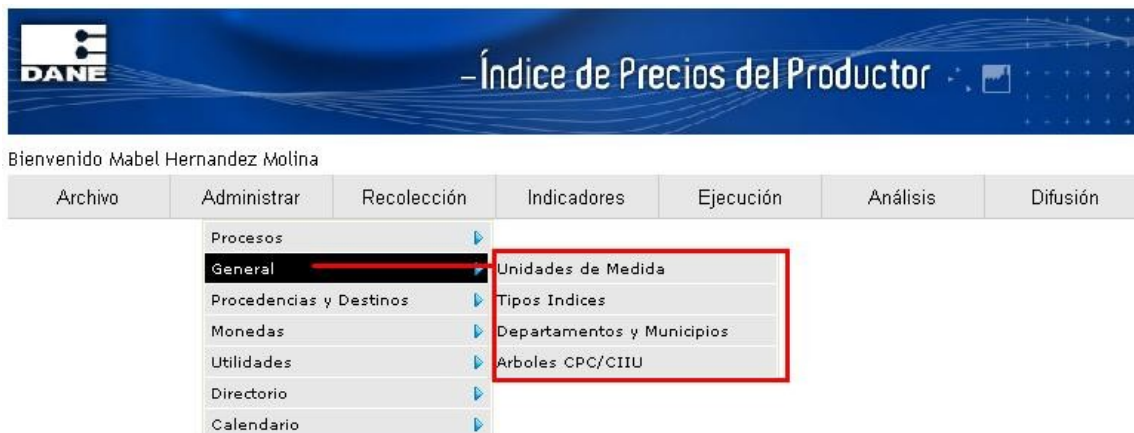 DANE
–Índice de Precios del Productor
Bienvenido Mabel Hernandez Molina
Archivo Administrar Recolección Indicadores Ejecución Análisis Difusión
Procesos
General Unidades de Medida
Procedencias y Destinos Tipos Indices
Monedas Departamentos y Municipios
Utilidades Arboles CPC/CIIU
Directorio
Calendario